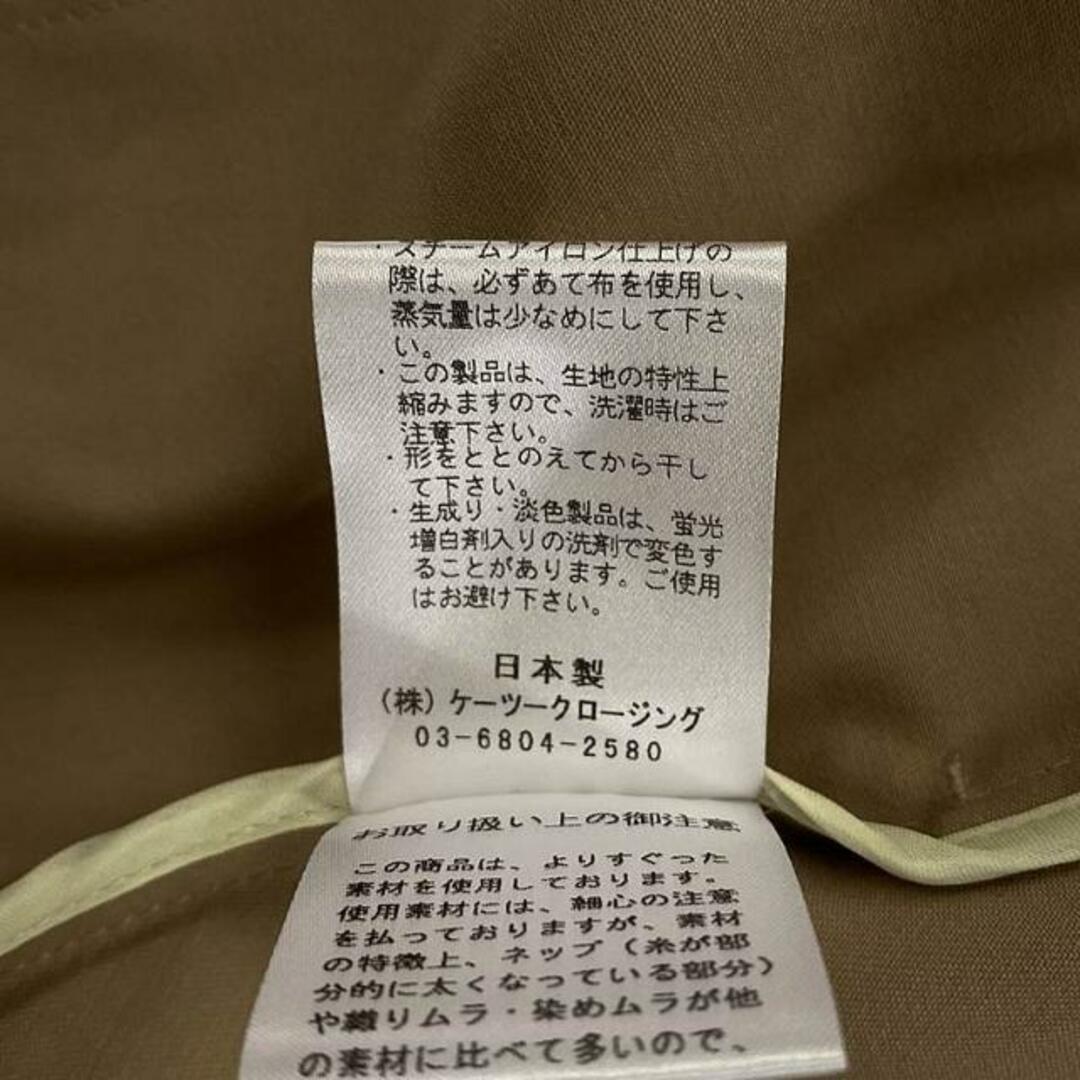 ・スチームアイロン仕上げの
際は、必ずあて布を使用し、
蒸気量は少なめにして下さ
い。
・この製品は、生地の特性上
縮みますので、洗濯時はご
注意下さい。
・形をととのえてから干し
て下さい。
・生成り・淡色製品は、蛍光
増白剤入りの洗剤で変色す
ることがあります。ご使用
はお避け下さい。
日本製
(株)ケーツークロージング
03-6804-2580
お取り扱い上の御注意
この商品は、よりすぐった
素材を使用しております。
使用素材には、細心の注意
を払っておりますが、素材
の特徴上、ネップ(糸が部
分的に太くなっている部分)
や織りムラ・染めムラが他
の素材に比べて多いので、